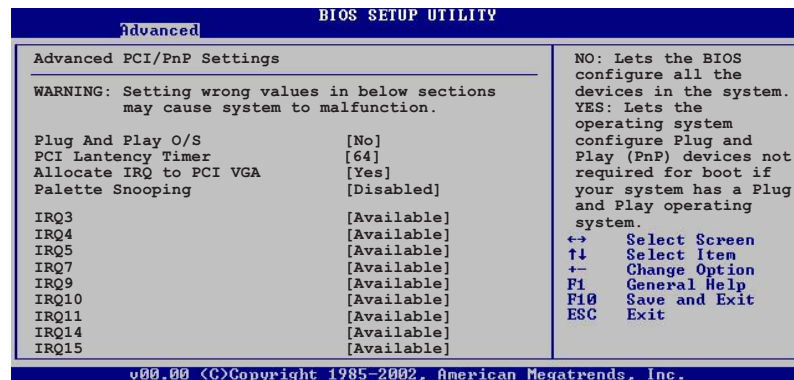 BIOS SETUP UTILITY
Advanced
Advanced PCI/PnP Settings
WARNING: Setting wrong values in below sections
may cause system to malfunction.
Plug And Play O/S [No]
PCI Lantency Timer [64]
Allocate IRQ to PCI VGA [Yes]
Palette Snooping [Disabled]
IRQ3 [Available]
IRQ4 [Available]
IRQ5 [Available]
IRQ7 [Available]
IRQ9 [Available]
IRQ10 [Available]
IRQ11 [Available]
IRQ14 [Available]
IRQ15 [Available]
NO: Lets the BIOS
configure all the
devices in the system.
YES: Lets the
operating system
configure Plug and
Play (PnP) devices not
required for boot if
your system has a Plug
and Play operating
system.
↔ Select Screen
↑↓ Select Item
+- Change Option
F1 General Help
F10 Save and Exit
ESC Exit
v00.00 (C)Copyright 1985-2002, American Megatrends, Inc.